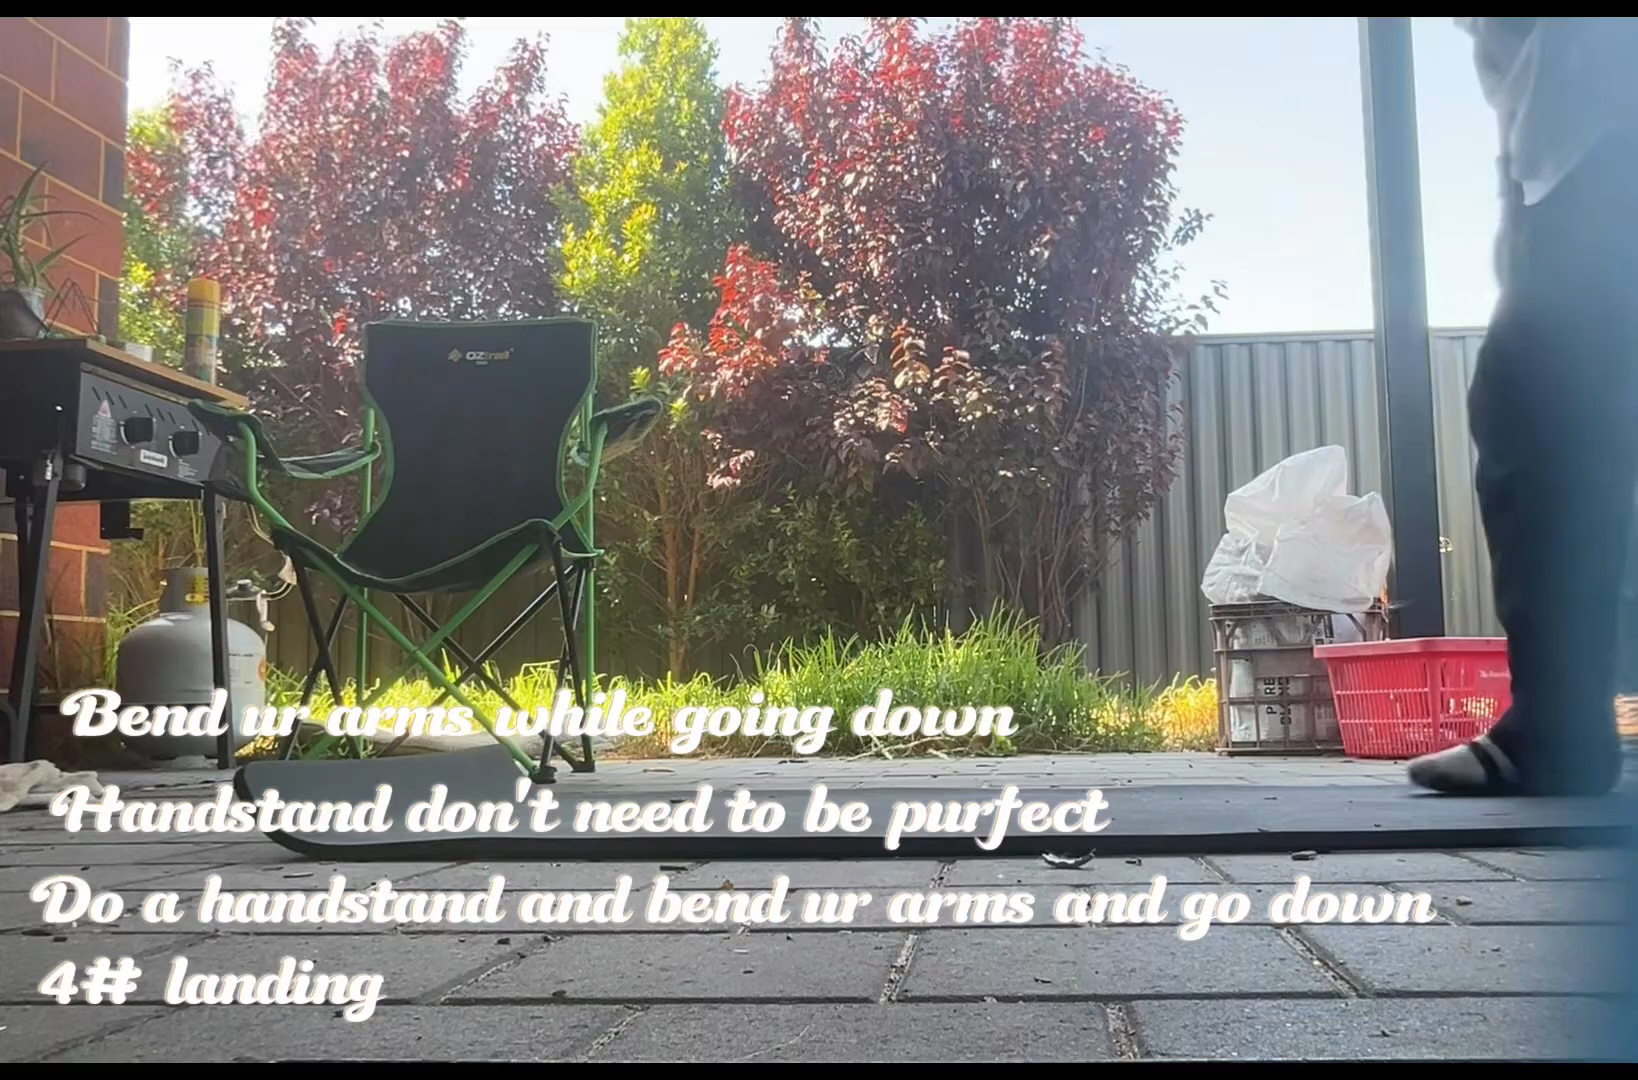 OZtrail
Bend ur arms while going down
Handstand don't need to be purfect
Do a handstand and bend ur arms and go down
4# landing